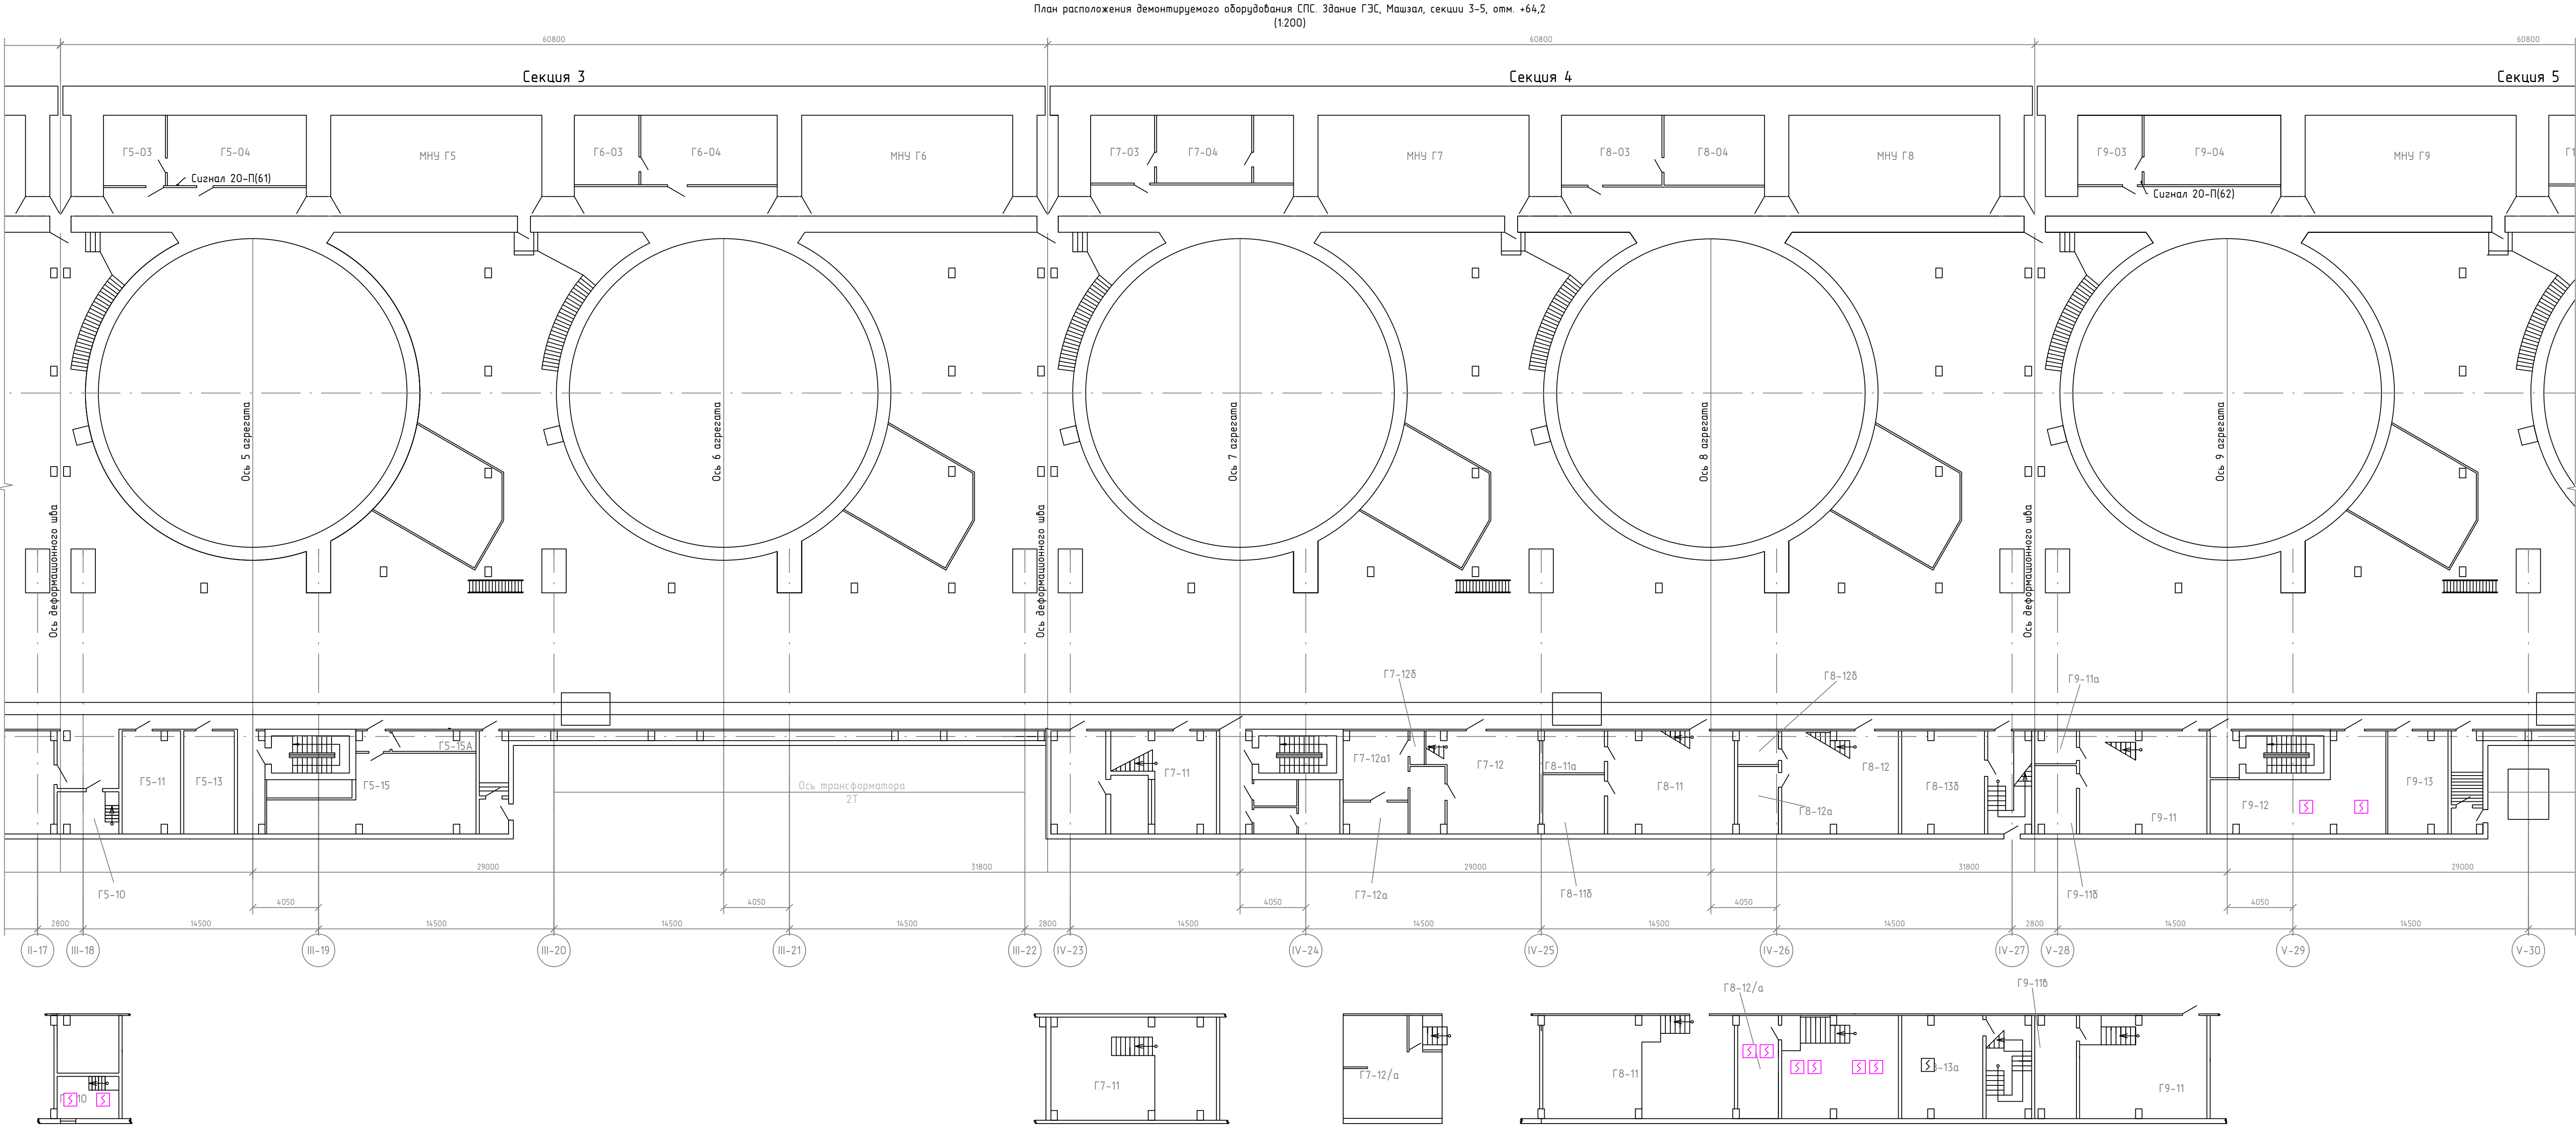 План расположения демонтируемого оборудования СПС. Здание ГЭС, Машзал, секции 3-5, отм. +64,2
(1:200)
60800
60800
60800
Секция 3
Секция 4
Секция 5
Г5-03
Г5-04
МНУ Г5
Г6-03
Г6-04
МНУ Г6
Г7-03
Г7-04
МНУ Г7
Г8-03
Г8-04
МНУ Г8
Г9-03
Г9-04
МНУ Г9
Сигнал 20-П(61)
Сигнал 20-П(62)
Ось 5 агрегата
Ось 6 агрегата
Ось 7 агрегата
Ось 8 агрегата
Ось 9 агрегата
Ось деформационного шва
Ось деформационного шва
Ось деформационного шва
Г7-12б
Г8-12б
Г9-11а
Г5-11
Г5-13
Г5-15А
Г5-15
Ось трансформатора
2Т
Г7-11
Г7-12а1
Г7-12
Г8-11а
Г8-11
Г8-12а
Г8-12
Г8-13б
Г9-11
Г9-12
Г9-13
Г5-10
Г7-12а
Г8-11б
Г9-11б
29000
31800
29000
31800
29000
4050
4050
4050
4050
4050
2800
14500
14500
14500
14500
2800
14500
14500
14500
14500
2800
14500
14500
II-17
III-18
III-19
III-20
III-21
III-22
IV-23
IV-24
IV-25
IV-26
IV-27
V-28
V-29
V-30
Г8-12/а
Г9-11в
Г7-11
Г7-12/а
Г8-11
-13а
Г9-11